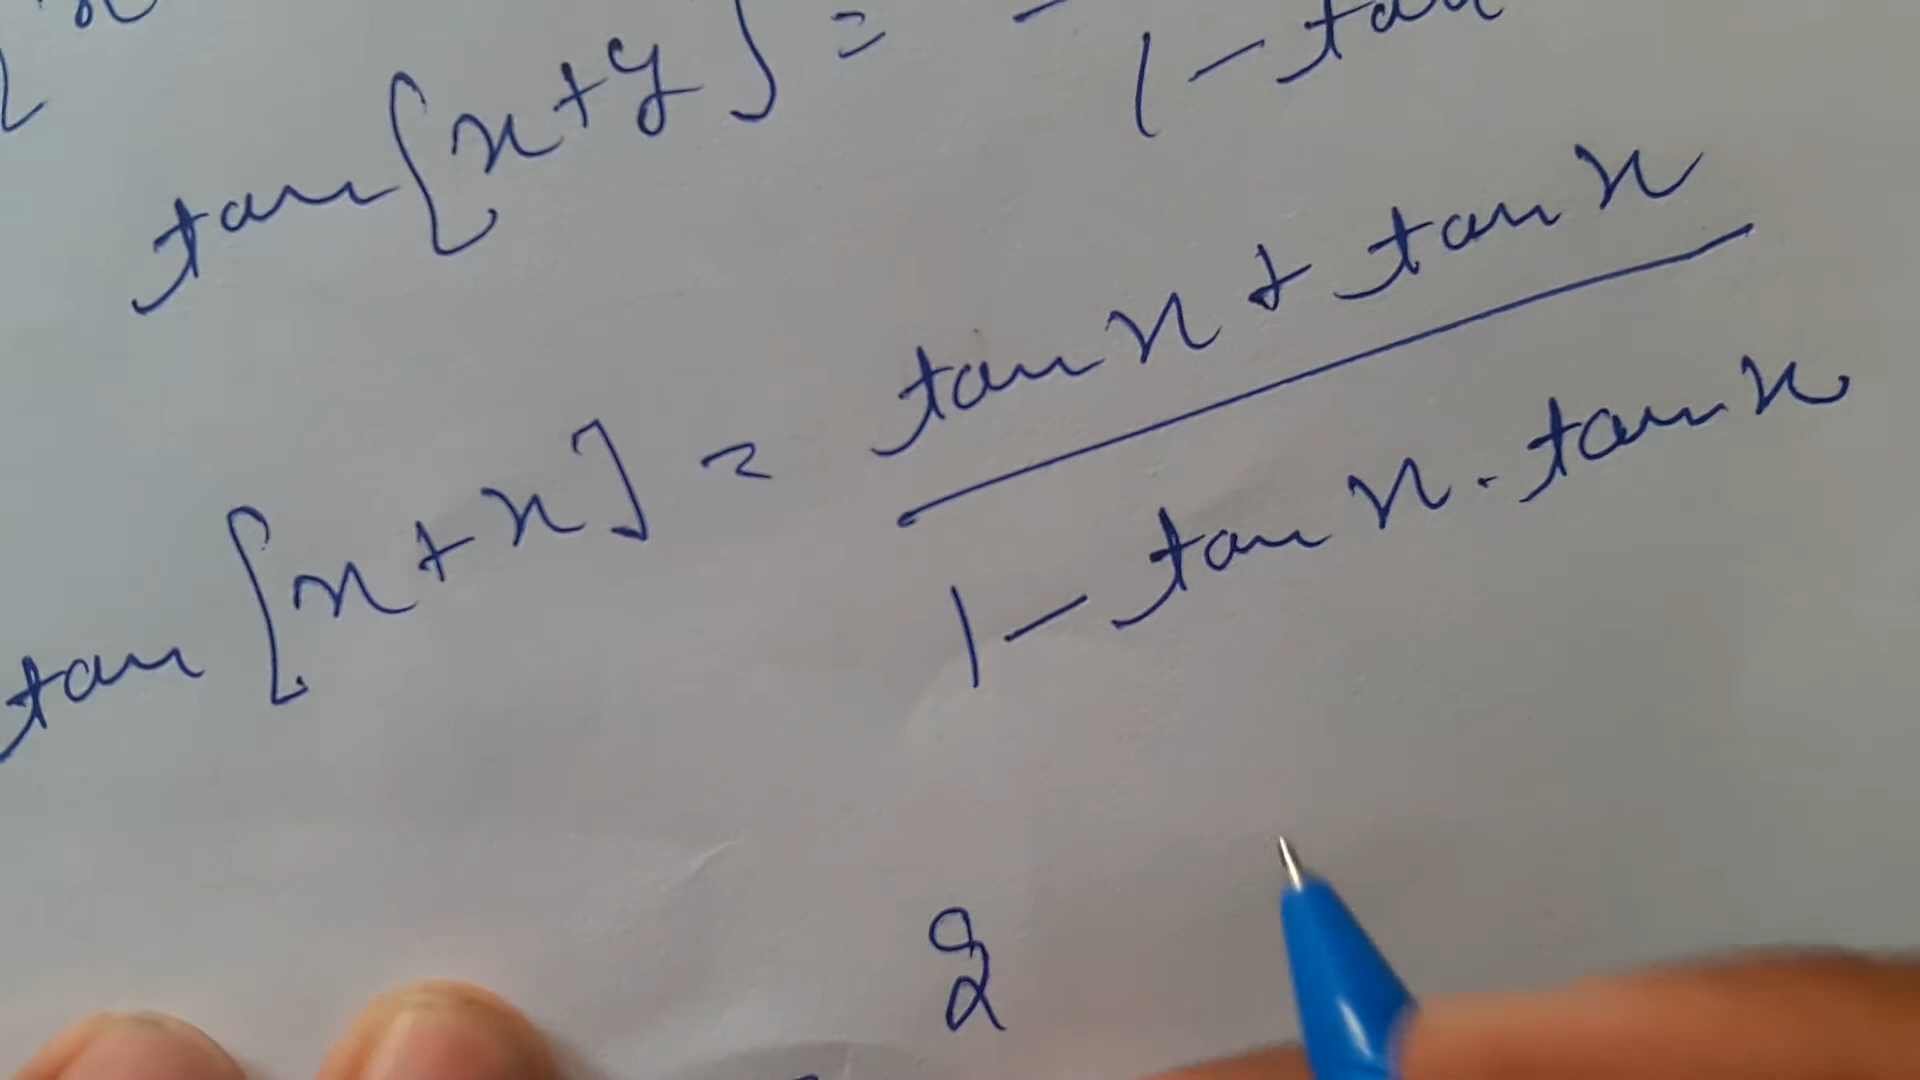 tan[x+y] =
1 - tan
tan[x+x] = tan x + tan x
1 - tan x . tan x
2